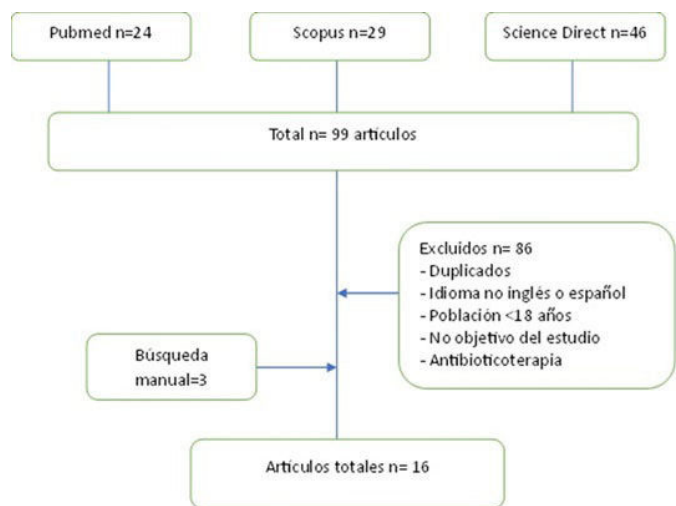 Pubmed n=24
Scopus n=29
Science Direct n=46
Total n= 99 artículos
Excluidos n= 86
- Duplicados
- Idioma no inglés o español
- Población <18 años
- No objetivo del estudio
- Antibioticoterapia
Búsqueda
manual=3
Artículos totales n= 16